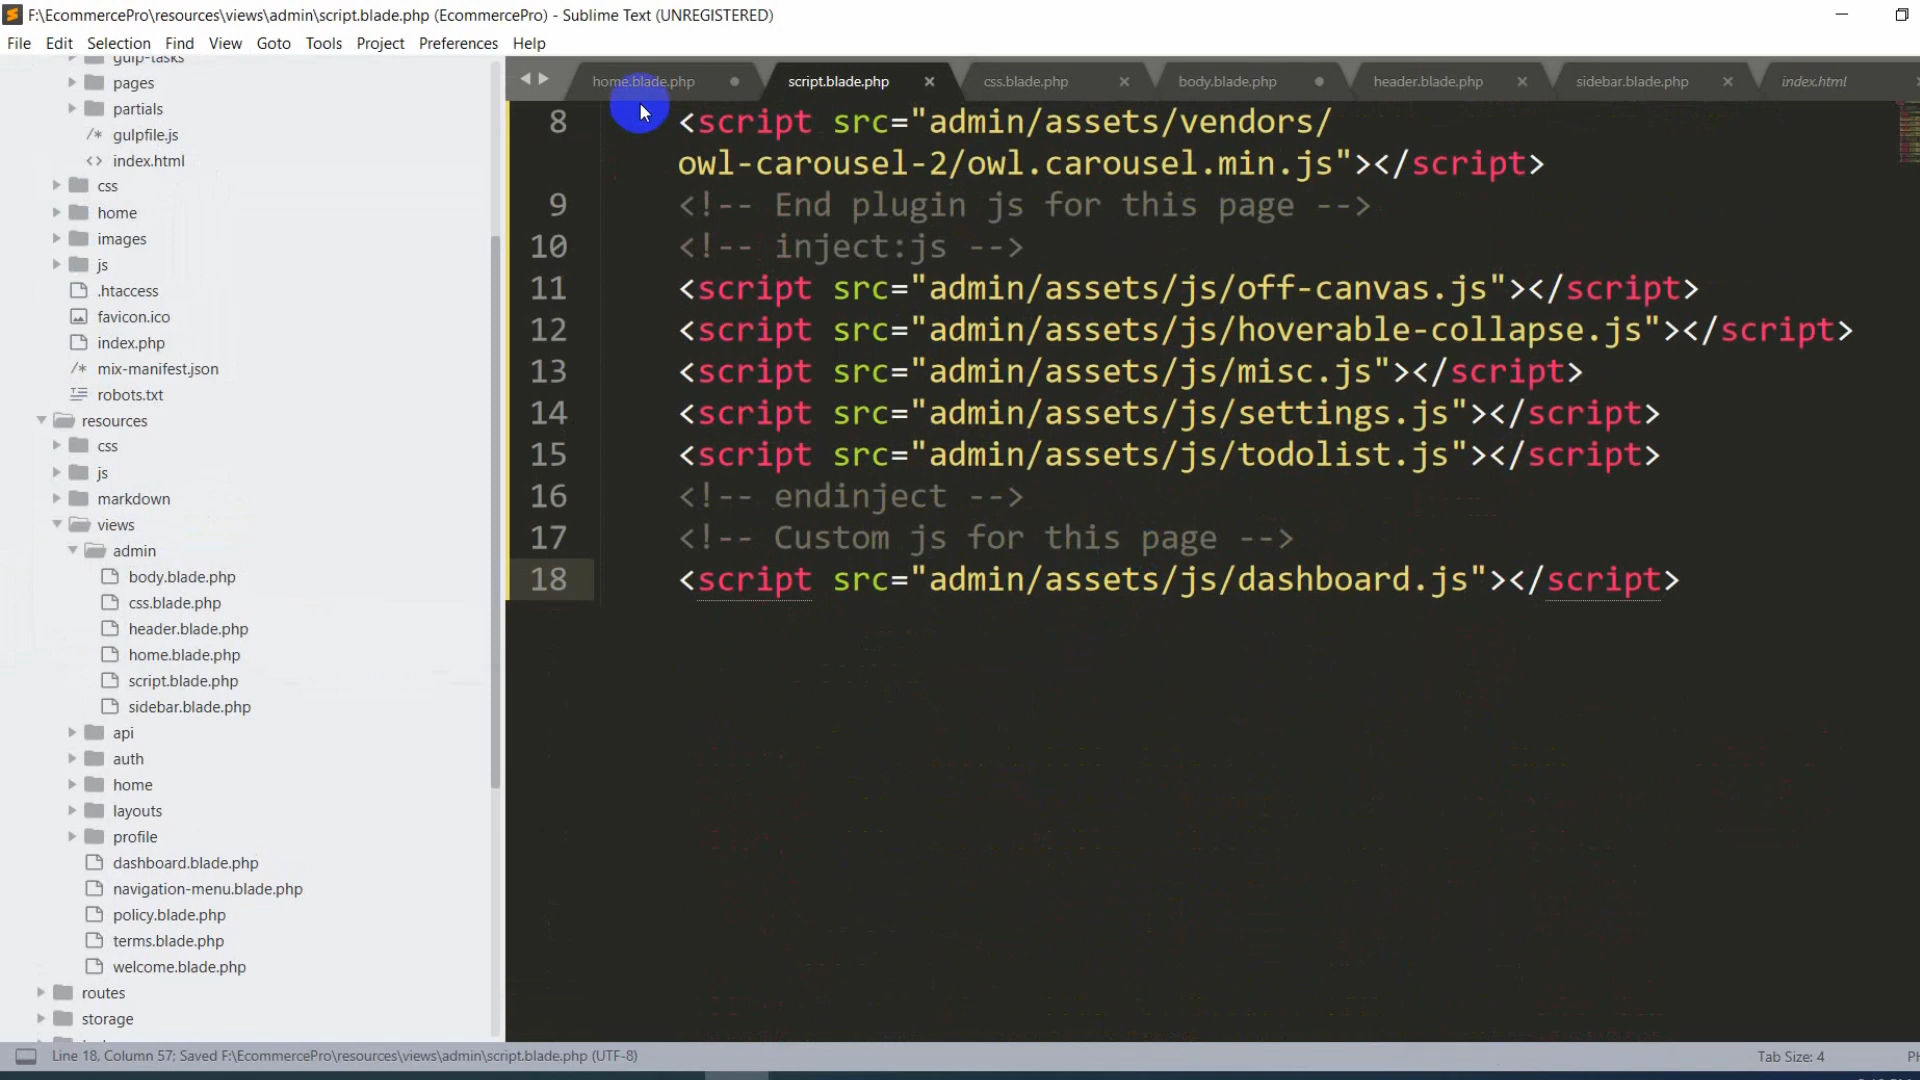 F:\EcommercePro\resources\views\admin\script.blade.php (EcommercePro) - Sublime Text (UNREGISTERED)
File Edit Selection Find View Goto Tools Project Preferences Help
gulp-tasks
pages
partials
/* gulpfile.js
<> index.html
css
home
images
js
.htaccess
favicon.ico
index.php
/* mix-manifest.json
robots.txt
resources
css
js
markdown
views
admin
body.blade.php
css.blade.php
header.blade.php
home.blade.php
script.blade.php
sidebar.blade.php
api
auth
home
layouts
profile
dashboard.blade.php
navigation-menu.blade.php
policy.blade.php
terms.blade.php
welcome.blade.php
routes
storage
home.blade.php script.blade.php css.blade.php body.blade.php header.blade.php sidebar.blade.php index.html
8 <script src="admin/assets/vendors/
owl-carousel-2/owl.carousel.min.js"></script>
9 <!-- End plugin js for this page -->
10 <!-- inject:js -->
11 <script src="admin/assets/js/off-canvas.js"></script>
12 <script src="admin/assets/js/hoverable-collapse.js"></script>
13 <script src="admin/assets/js/misc.js"></script>
14 <script src="admin/assets/js/settings.js"></script>
15 <script src="admin/assets/js/todolist.js"></script>
16 <!-- endinject -->
17 <!-- Custom js for this page -->
18 <script src="admin/assets/js/dashboard.js"></script>
Line 18, Column 57; Saved F:\EcommercePro\resources\views\admin\script.blade.php (UTF-8)
Tab Size: 4